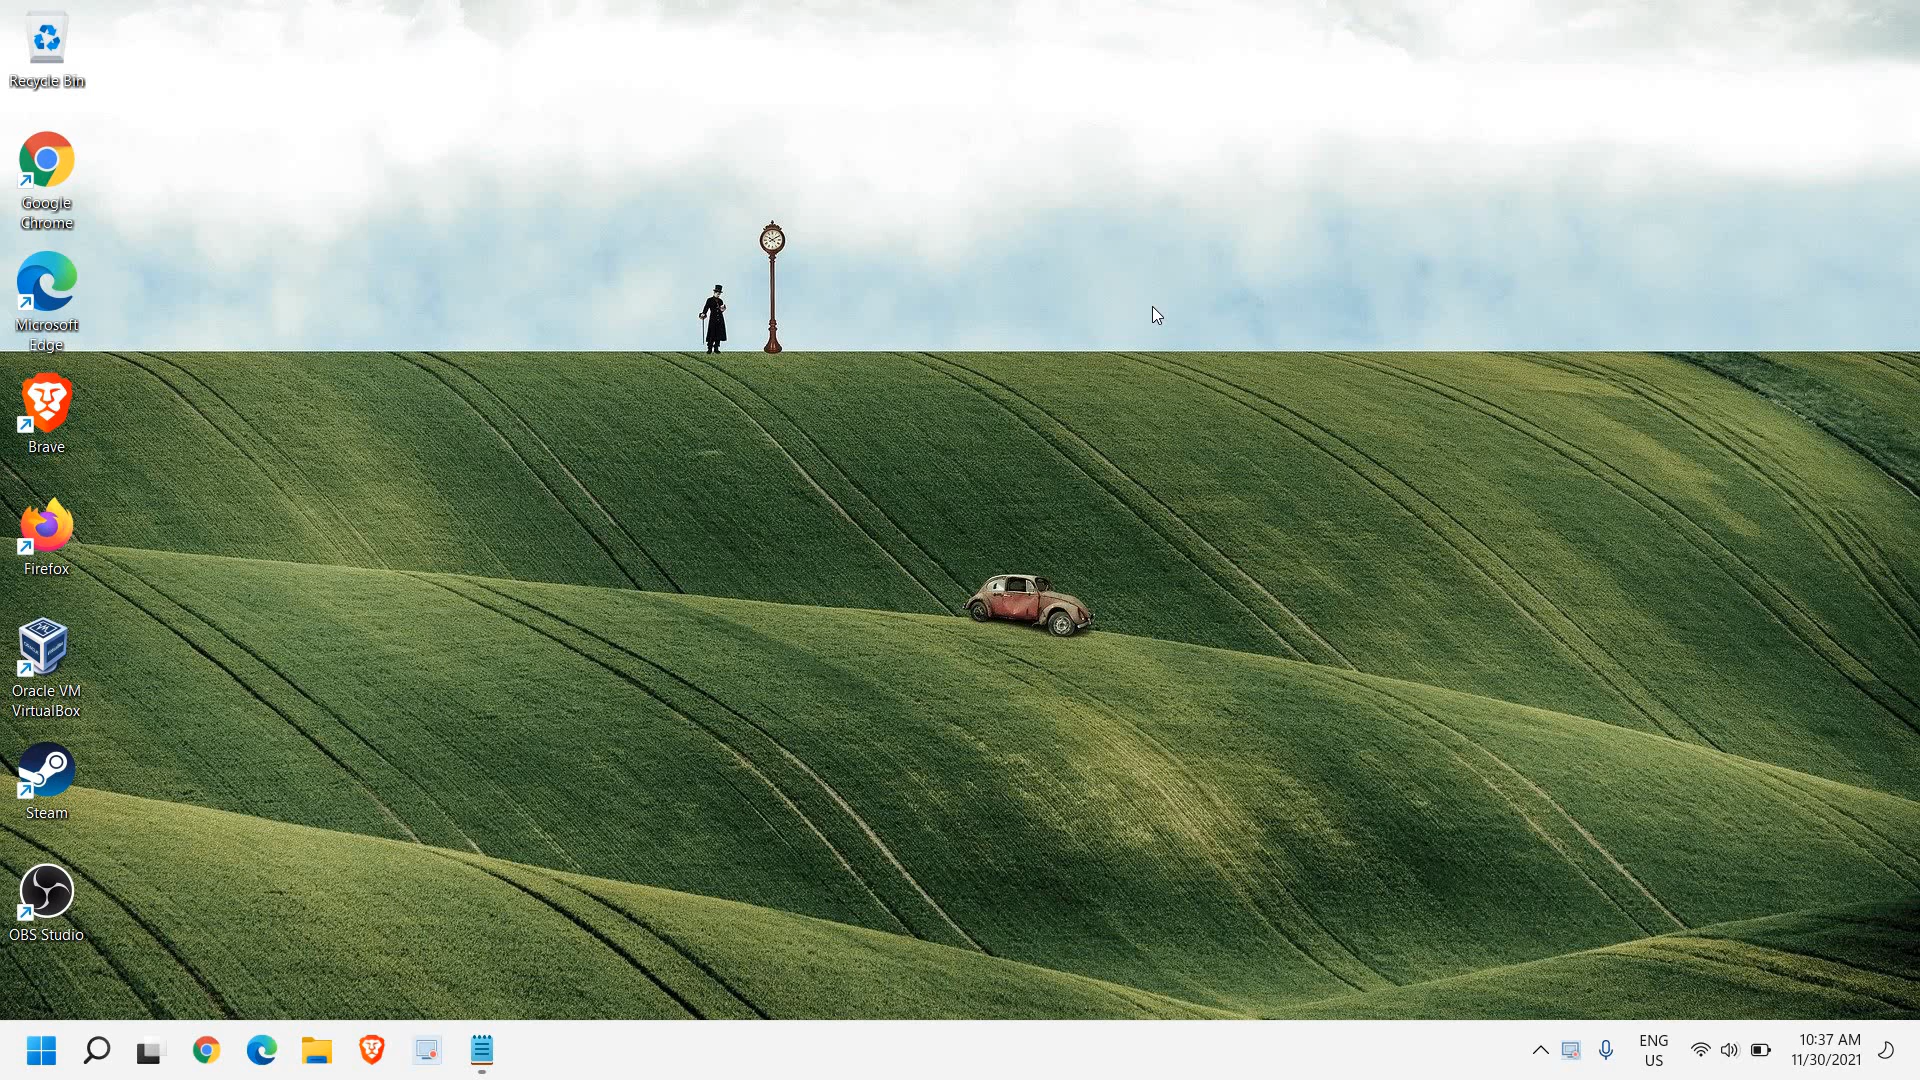 Recycle Bin
Google
Chrome
Microsoft
Edge
Brave
Firefox
Oracle VM
VirtualBox
Steam
OBS Studio
ENG
US
10:37 AM
11/30/2021